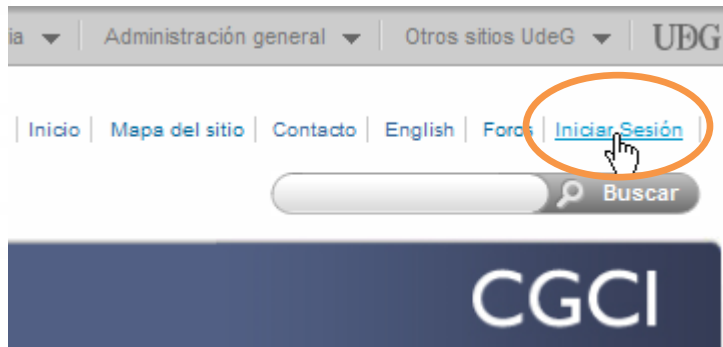 ia Administración general Otros sitios UdeG UDG
Inicio Mapa del sitio Contacto English Foros Iniciar Sesión
Buscar
CGCI